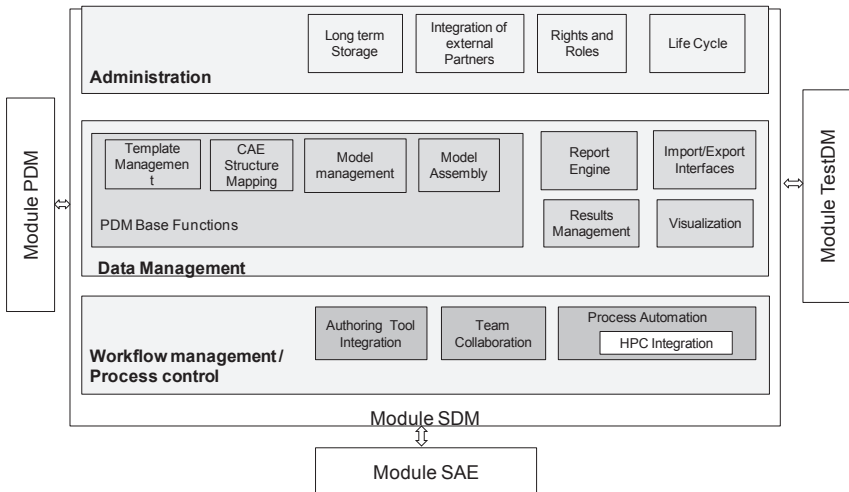 Long term
Storage
Integration of
external
Partners
Rights and
Roles
Life Cycle
Administration
Module PDM
Template
Managemen
t
CAE
Structure
Mapping
Model
management
Model
Assembly
PDM Base Functions
Report
Engine
Import/Export
Interfaces
Results
Management
Visualization
Data Management
Module TestDM
Authoring Tool
Integration
Team
Collaboration
Process Automation
HPC Integration
Workflow management /
Process control
Module SDM
Module SAE